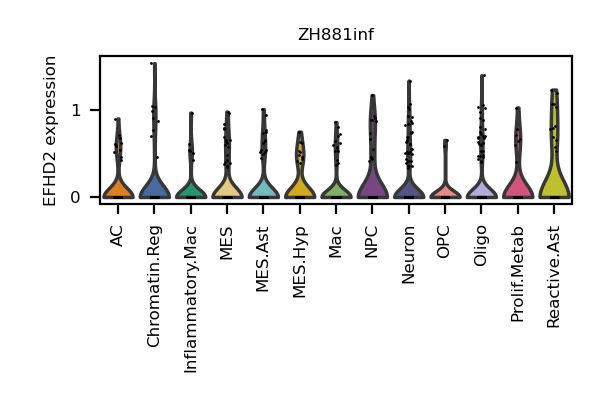 ZH881inf
EFHD2 expression
1
0
AC
Chromatin.Reg
Inflammatory.Mac
MES
MES.Ast
MES.Hyp
Mac
NPC
Neuron
OPC
Oligo
Prolif.Metab
Reactive.Ast